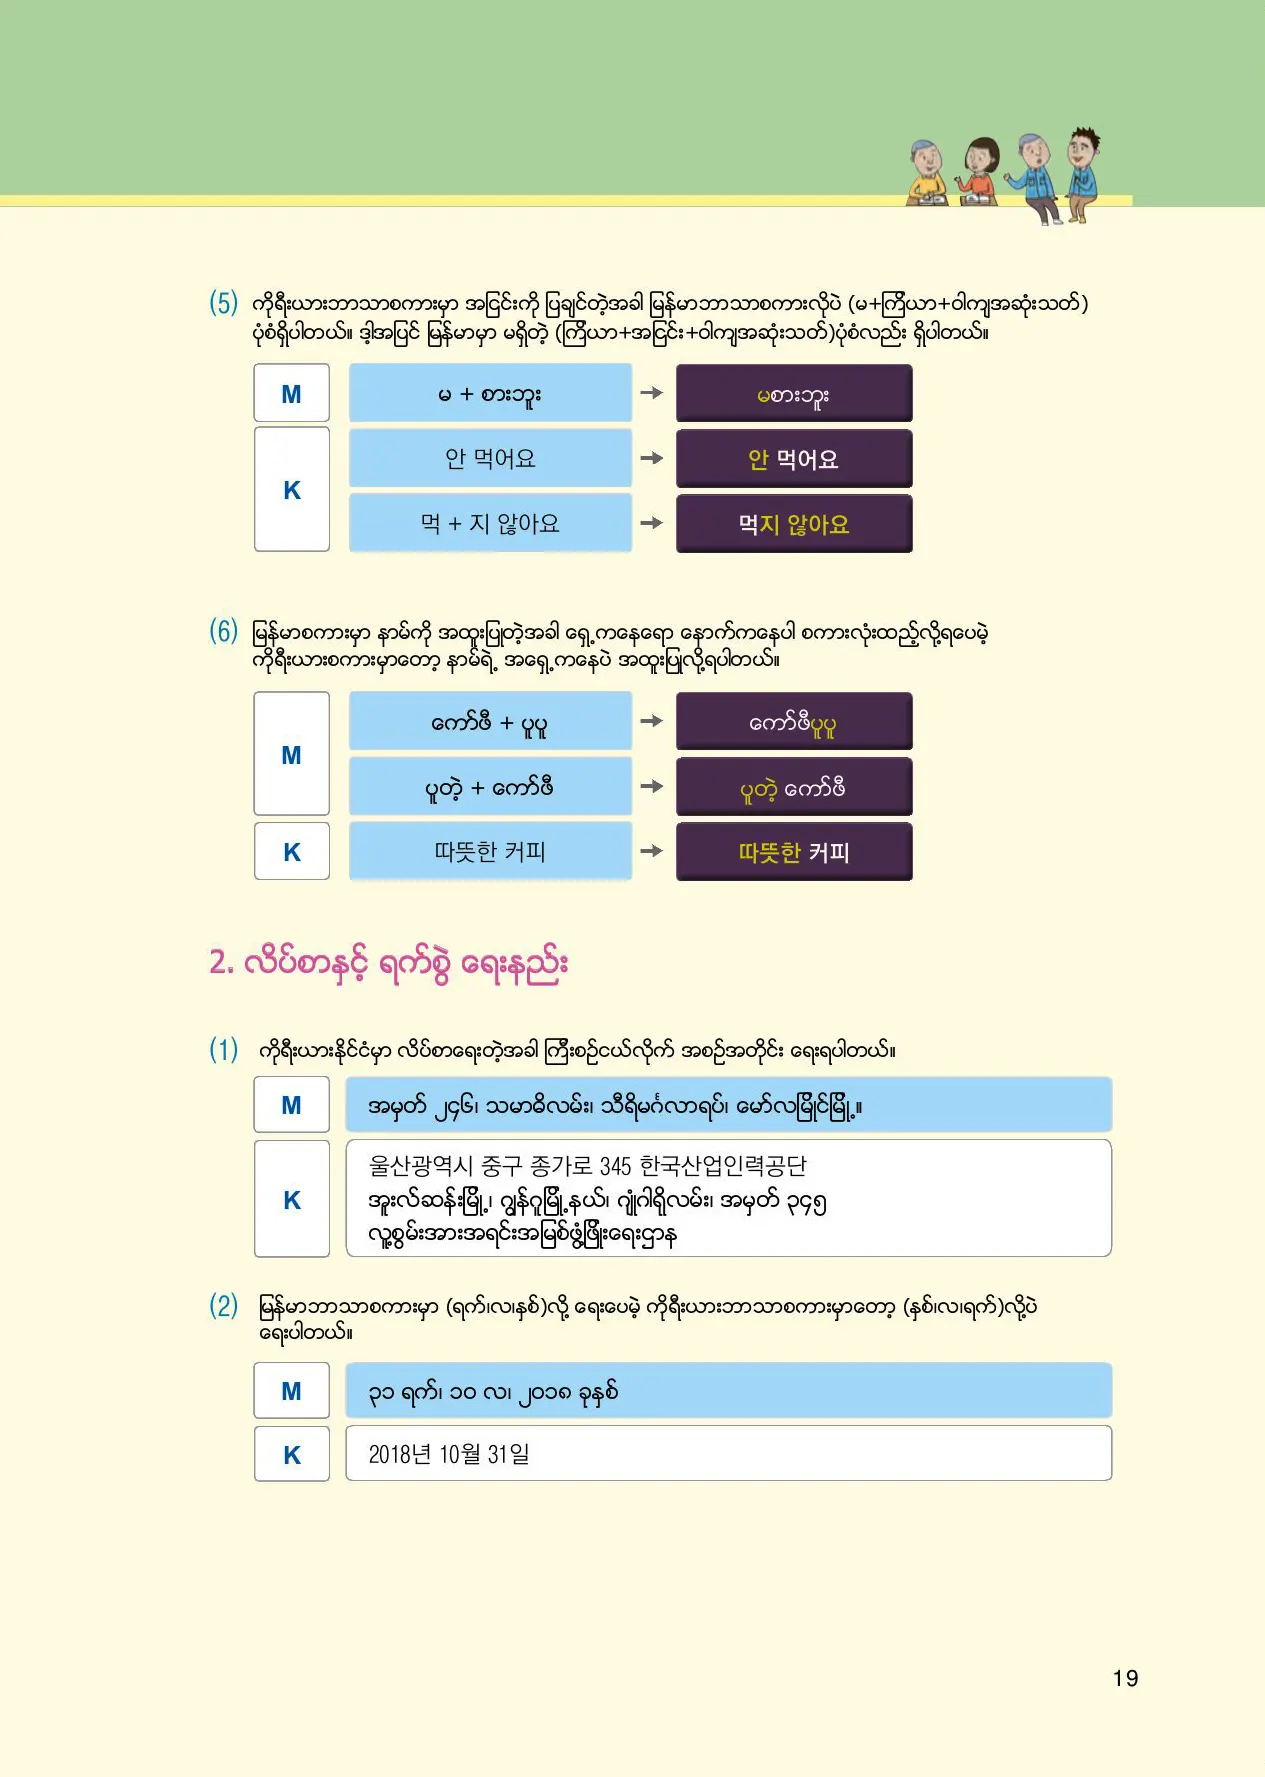 (5) ကိုရီးယားဘာသာစကားမှာ အငြင်းကို ပြချင်တဲ့အခါ မြန်မာဘာသာစကားလိုပဲ (မ+ကြိယာ+ဝါကျအဆုံးသတ်)
ပုံစံရှိပါတယ်။ ဒါ့အပြင် မြန်မာမှာ မရှိတဲ့ (ကြိယာ+အငြင်း+ဝါကျအဆုံးသတ်)ပုံစံလည်း ရှိပါတယ်။
M မ + စားဘူး → မစားဘူး
K 안 먹어요 → 안 먹어요
먹 + 지 않아요 → 먹지 않아요
(6) မြန်မာစကားမှာ နာမ်ကို အထူးပြုတဲ့အခါ ရှေ့ကနေရော နောက်ကနေပါ စကားလုံးထည့်လို့ရပေမဲ့
ကိုရီးယားစကားမှာတော့ နာမ်ရဲ့ အရှေ့ကနေပဲ အထူးပြုလို့ရပါတယ်။
M ကော်ဖီ + ပူပူ → ကော်ဖီပူပူ
ပူတဲ့ + ကော်ဖီ → ပူတဲ့ ကော်ဖီ
K 따뜻한 커피 → 따뜻한 커피
2. လိပ်စာနှင့် ရက်စွဲ ရေးနည်း
(1) ကိုရီးယားနိုင်ငံမှာ လိပ်စာရေးတဲ့အခါ ကြီးစဉ်ငယ်လိုက် အစဉ်အတိုင်း ရေးရပါတယ်။
M အမှတ် ၂၄၆၊ သမာဓိလမ်း၊ သီရိမင်္ဂလာရပ်၊ မော်လမြိုင်မြို့။
K 울산광역시 중구 종가로 345 한국산업인력공단
အူးလ်ဆန်းမြို့၊ ဂျွန်ဂူမြို့နယ်၊ ဂျုံဂါရိုလမ်း၊ အမှတ် ၃၄၅
လူ့စွမ်းအားအရင်းအမြစ်ဖွံ့ဖြိုးရေးဌာန
(2) မြန်မာဘာသာစကားမှာ (ရက်၊လ၊နှစ်)လို့ ရေးပေမဲ့ ကိုရီးယားဘာသာစကားမှာတော့ (နှစ်၊လ၊ရက်)လို့ပဲ
ရေးပါတယ်။
M ၃၁ ရက်၊ ၁၀ လ၊ ၂၀၁၈ ခုနှစ်
K 2018년 10월 31일
19